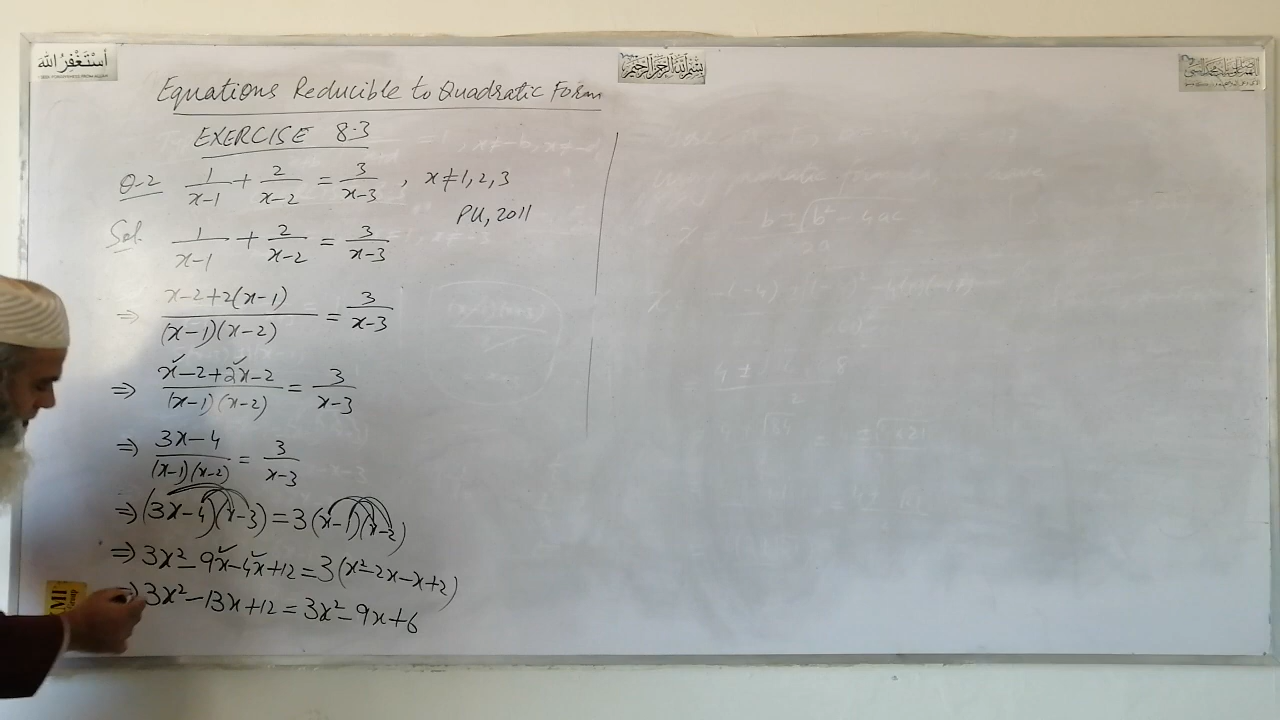 أستغفر الله
بسم الله الرحمن الرحيم
Equations Reducible to Quadratic Form
EXERCISE 8.3
Q-2 1/(x-1) + 2/(x-2) = 3/(x-3), x≠1,2,3
PU, 2011
Sol. 1/(x-1) + 2/(x-2) = 3/(x-3)
⇒ (x-2+2(x-1))/((x-1)(x-2)) = 3/(x-3)
⇒ (x-2+2x-2)/((x-1)(x-2)) = 3/(x-3)
⇒ (3x-4)/((x-1)(x-2)) = 3/(x-3)
⇒ (3x-4)(x-3) = 3(x-1)(x-2)
⇒ 3x²-9x-4x+12 = 3(x²-2x-x+2)
⇒ 3x²-13x+12 = 3x²-9x+6